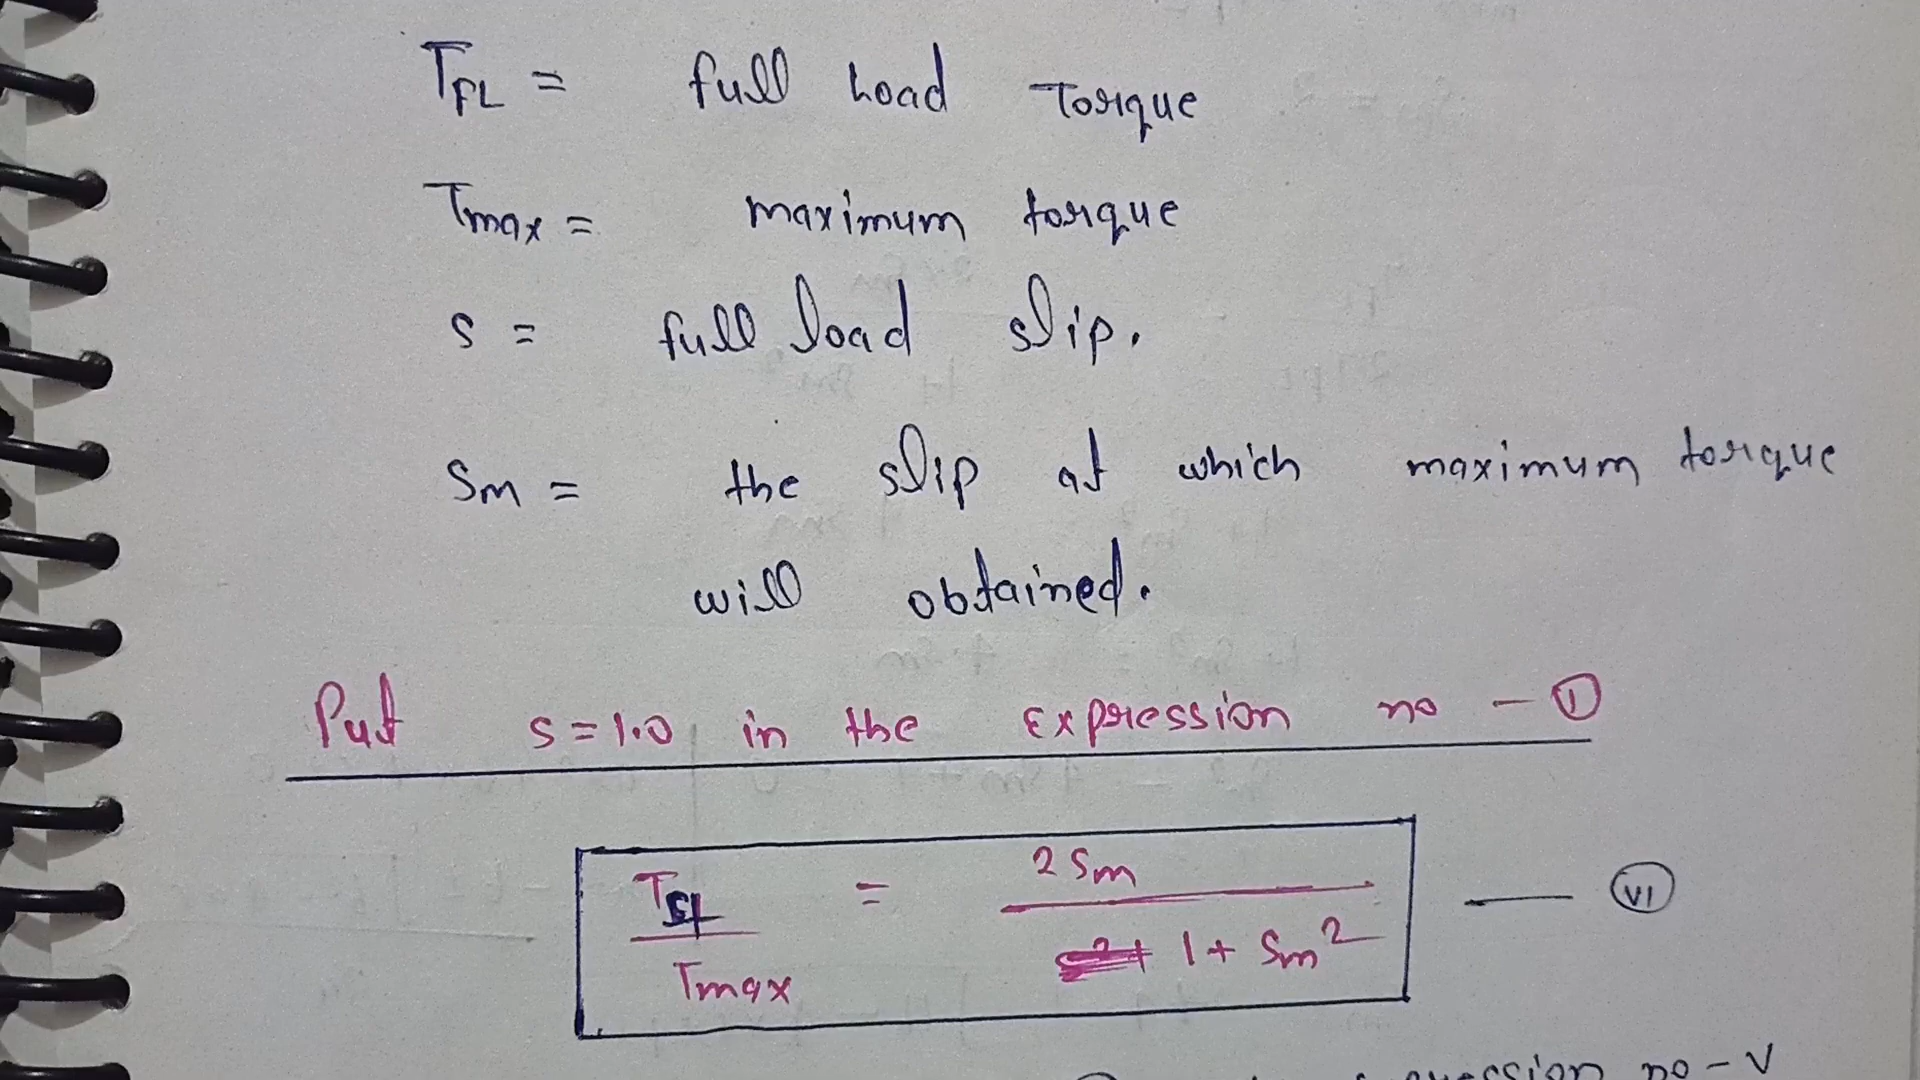 TFL = full load Torque
Tmax = maximum torque
s = full load slip.
Sm = the slip at which maximum torque
will obtained.
Put s = 1.0 in the Expression no - I
Tst / Tmax = 2 Sm / 1 + Sm² — VI
no - V